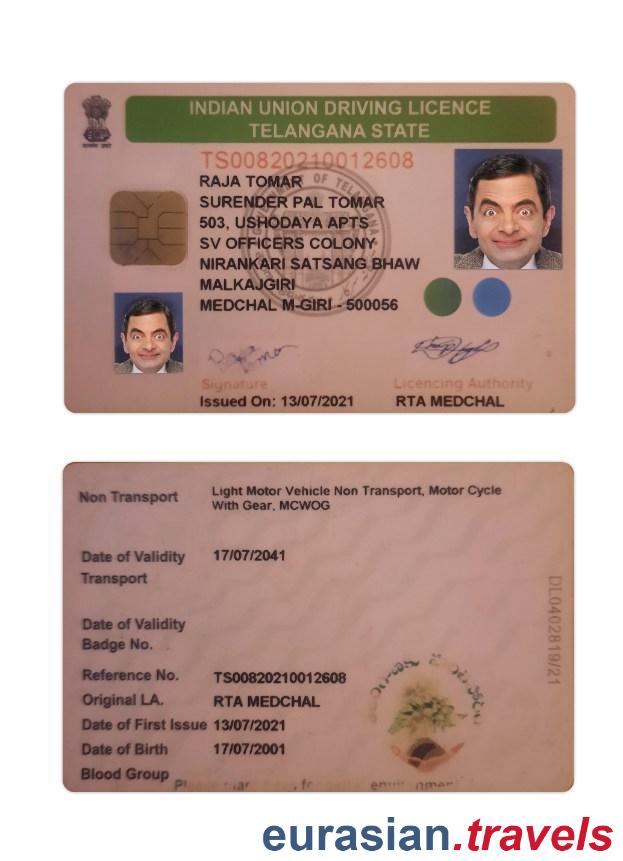 INDIAN UNION DRIVING LICENCE
TELANGANA STATE
TS00820210012608
RAJA TOMAR
SURENDER PAL TOMAR
503, USHODAYA APTS
SV OFFICERS COLONY
NIRANKARI SATSANG BHAW
MALKAJGIRI
MEDCHAL M-GIRI - 500056
Signature
Licencing Authority
Issued On: 13/07/2021
RTA MEDCHAL
Non Transport
Light Motor Vehicle Non Transport, Motor Cycle
With Gear, MCWOG
Date of Validity 17/07/2041
Transport
Date of Validity
Badge No.
Reference No. TS00820210012608
Original LA. RTA MEDCHAL
Date of First Issue 13/07/2021
Date of Birth 17/07/2001
Blood Group
DL0402819/21
eurasian.travels